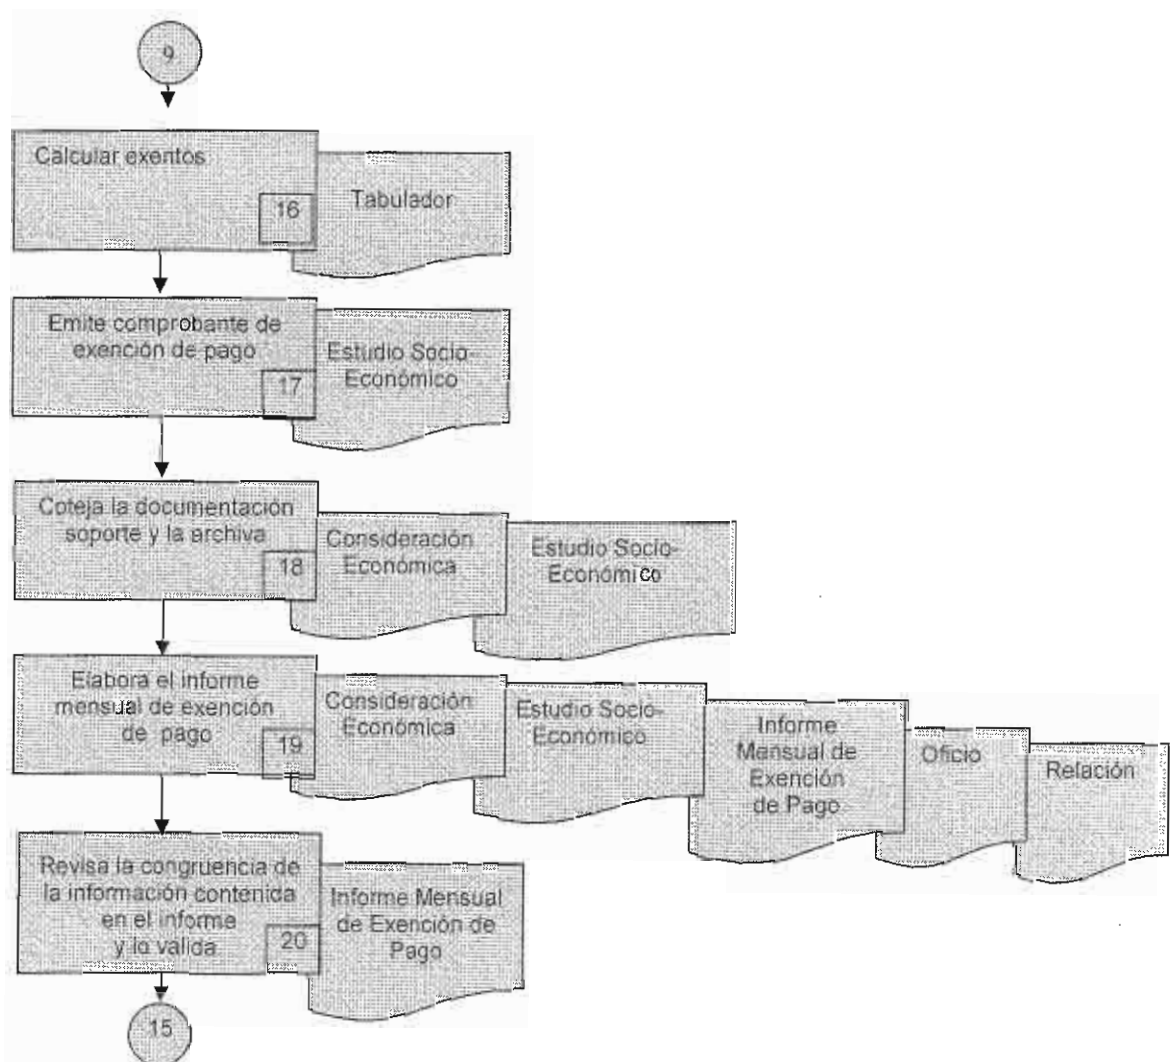 9
Calcular exentos
16
Tabulador
Emite comprobante de
exención de pago
17
Estudio Socio-
Económico
Coteja la documentación
soporte y la archiva
18
Consideración
Económica
Estudio Socio-
Económico
Elabora el informe
mensual de exención
de pago
19
Consideración
Económica
Estudio Socio-
Económico
Informe
Mensual de
Exención
de Pago
Oficio
Relación
Revisa la congruencia de
la información contenida
en el informe
y lo valida
20
Informe Mensual
de Exención de
Pago
15